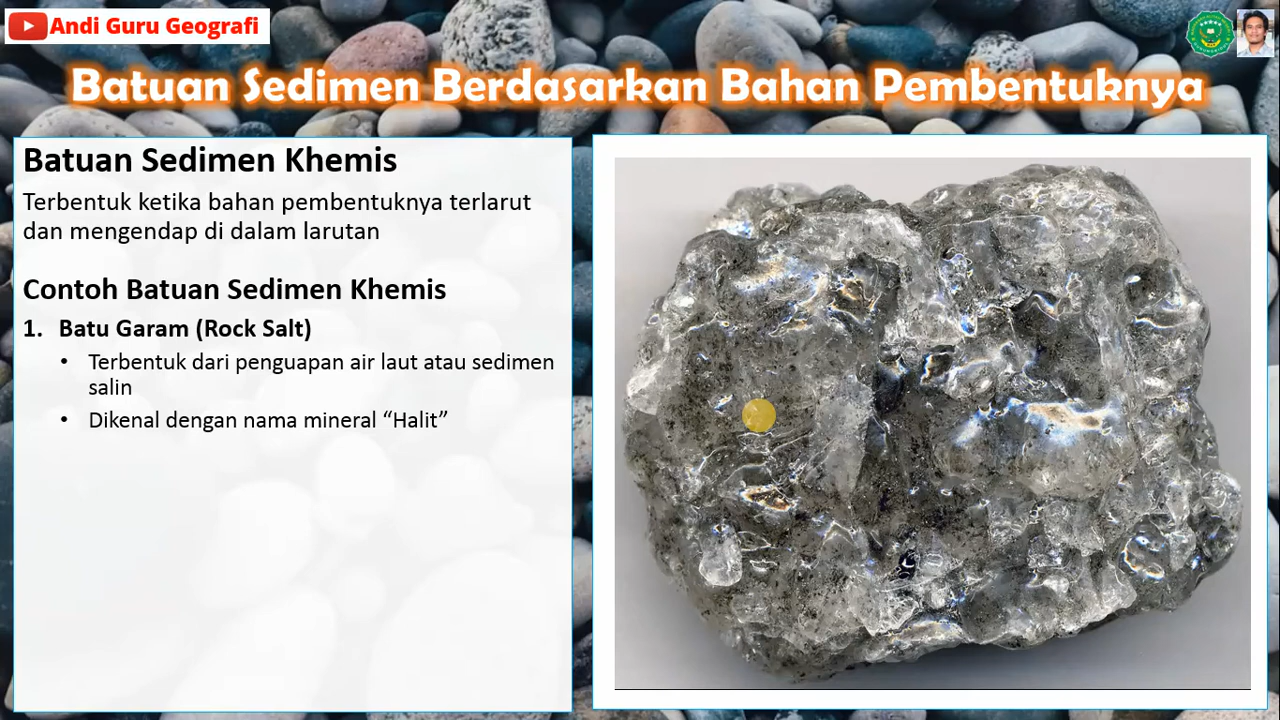 Andi Guru Geografi
Batuan Sedimen Berdasarkan Bahan Pembentuknya
Batuan Sedimen Khemis
Terbentuk ketika bahan pembentuknya terlarut
dan mengendap di dalam larutan
Contoh Batuan Sedimen Khemis
1. Batu Garam (Rock Salt)
• Terbentuk dari penguapan air laut atau sedimen
salin
• Dikenal dengan nama mineral “Halit”